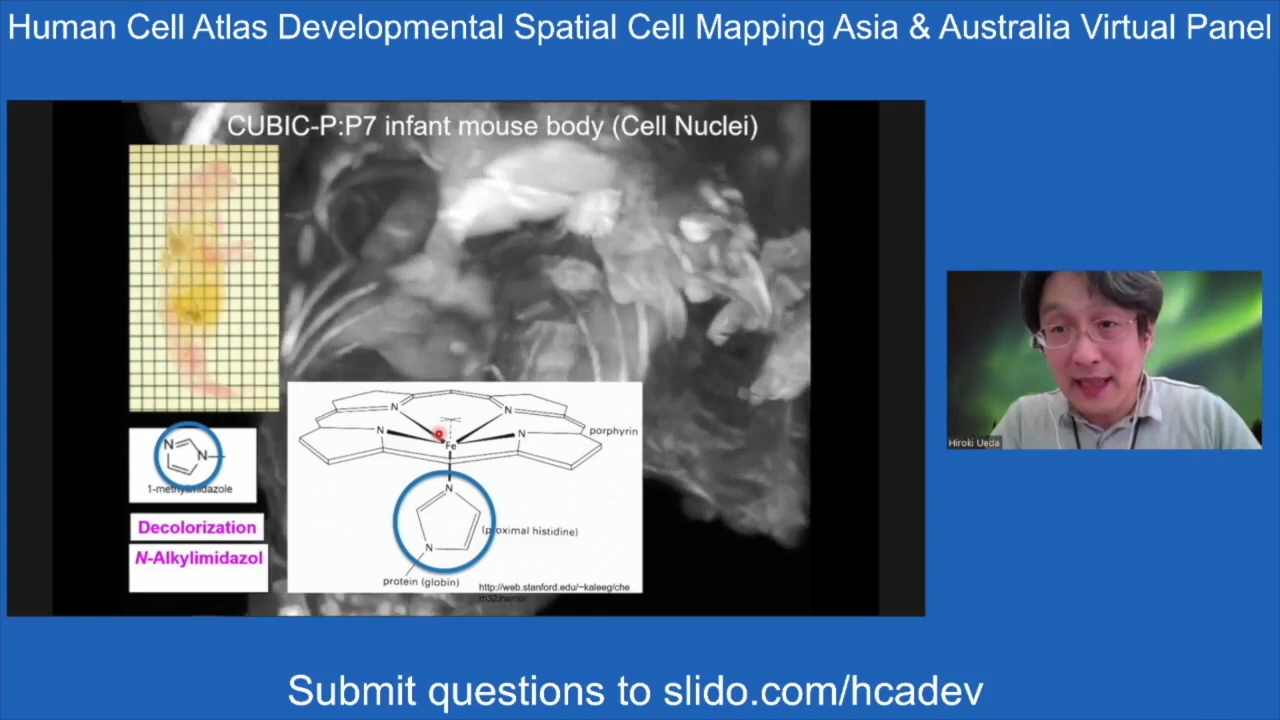 Human Cell Atlas Developmental Spatial Cell Mapping Asia & Australia Virtual Panel
CUBIC-P:P7 infant mouse body (Cell Nuclei)
N
N
1-methylimidazole
Decolorization
N-Alkylimidazol
N
N
N
N
Fe
porphyrin
N
(proximal histidine)
N
protein (globin)
http://web.stanford.edu/~kaleeg/che
Hiroki Ueda
Submit questions to slido.com/hcadev